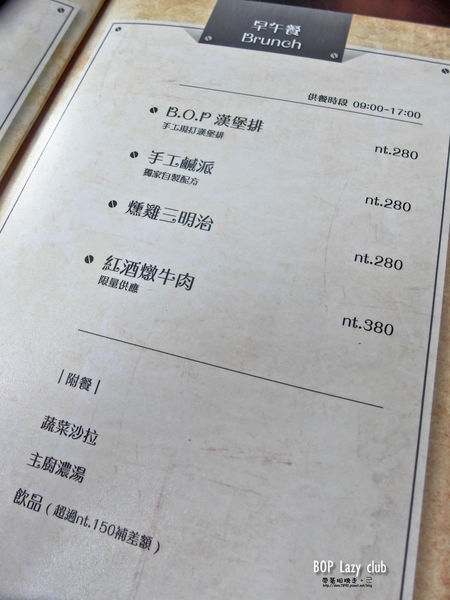 早午餐
Brunch
供餐時段 09:00-17:00
B.O.P 漢堡排 nt.280
手工現打漢堡排
手工鹹派 nt.280
獨家自製配方
燻雞三明治 nt.280
紅酒燉牛肉 nt.380
限量供應
|附餐|
蔬菜沙拉
主廚濃湯
飲品(超過nt.150補差額)
BOP Lazy club